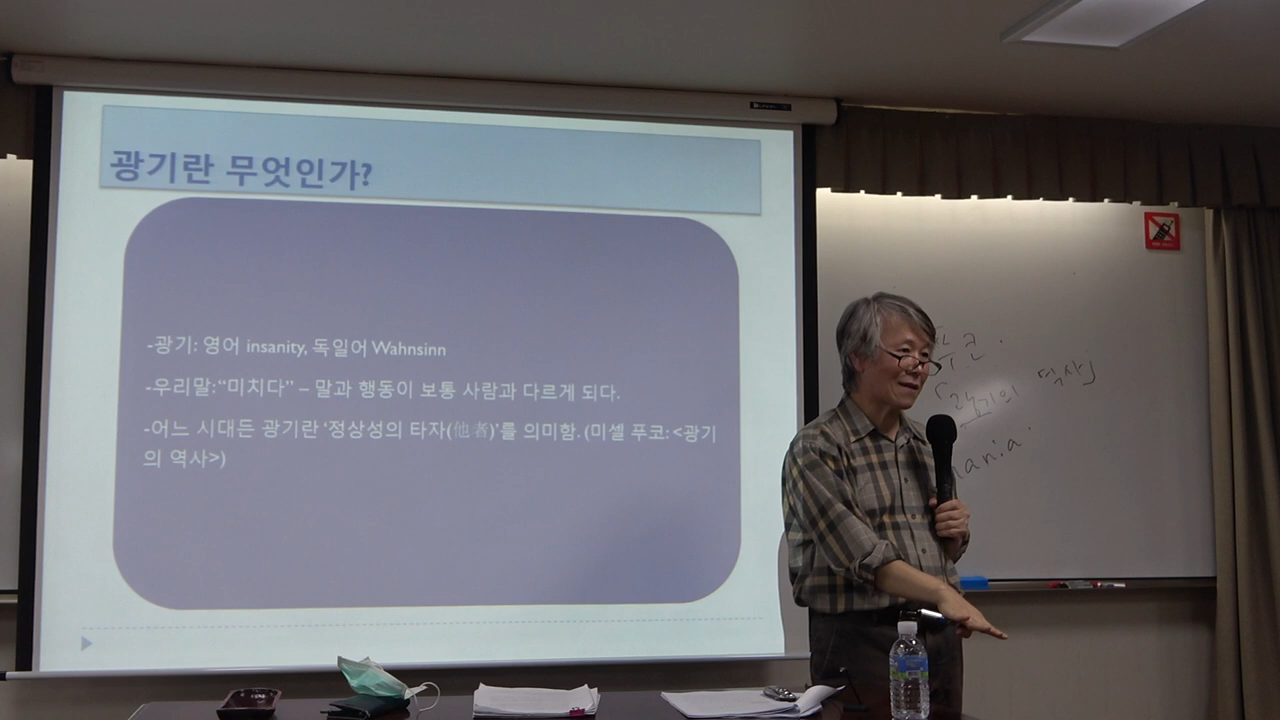 광기란 무엇인가?
-광기: 영어 insanity, 독일어 Wahnsinn
-우리말:“미치다” – 말과 행동이 보통 사람과 다르게 되다.
-어느 시대든 광기란 ‘정상성의 타자(他者)’를 의미함. (미셀 푸코: <광기
의 역사>)
푸코.
「광기의 역사」